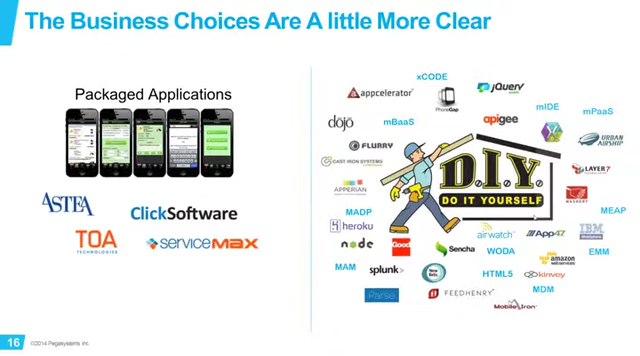 The Business Choices Are A little More Clear
Packaged Applications
ASTEA
ClickSoftware
TOA
TECHNOLOGIES
serviceMAX
xCODE
appcelerator
PhoneGap
jQuery
mIDE
mPaaS
dojo
mBaaS
apigee
URBAN
AIRSHIP
FLURRY
CAST IRON SYSTEMS
LAYER 7
APPERIAN
D.I.Y.
DO IT YOURSELF
MADP
MEAP
heroku
airwatch
App47
IBM
node
Good
Sencha
WODA
amazon
web services
EMM
MAM
splunk>
HTML5
kinvey
MDM
Parse
FEEDHENRY
MobileIron
16
©2014 Pegasystems Inc.